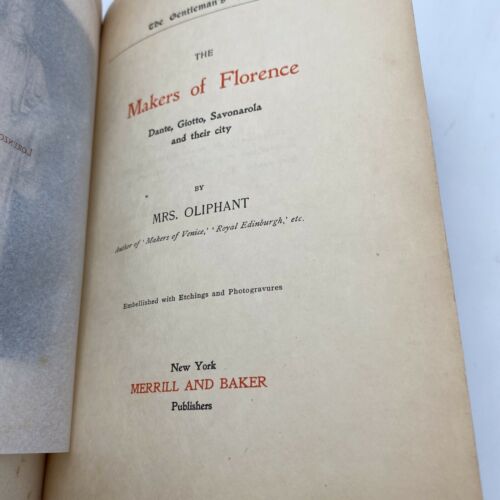 The Gentleman's
THE
Makers of Florence
Dante, Giotto, Savonarola
and their city
BY
MRS. OLIPHANT
Author of 'Makers of Venice,' 'Royal Edinburgh,' etc.
Embellished with Etchings and Photogravures
New York
MERRILL AND BAKER
Publishers